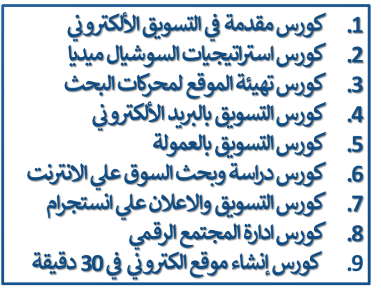 1. كورس مقدمة في التسويق الألكتروني
2. كورس استراتيجيات السوشيال ميديا
3. كورس تهيئة الموقع لمحركات البحث
4. كورس التسويق بالبريد الألكتروني
5. كورس التسويق بالعمولة
6. كورس دراسة وبحث السوق علي الانترنت
7. كورس التسويق والاعلان علي انستجرام
8. كورس ادارة المجتمع الرقمي
9. كورس إنشاء موقع الكتروني في 30 دقيقة